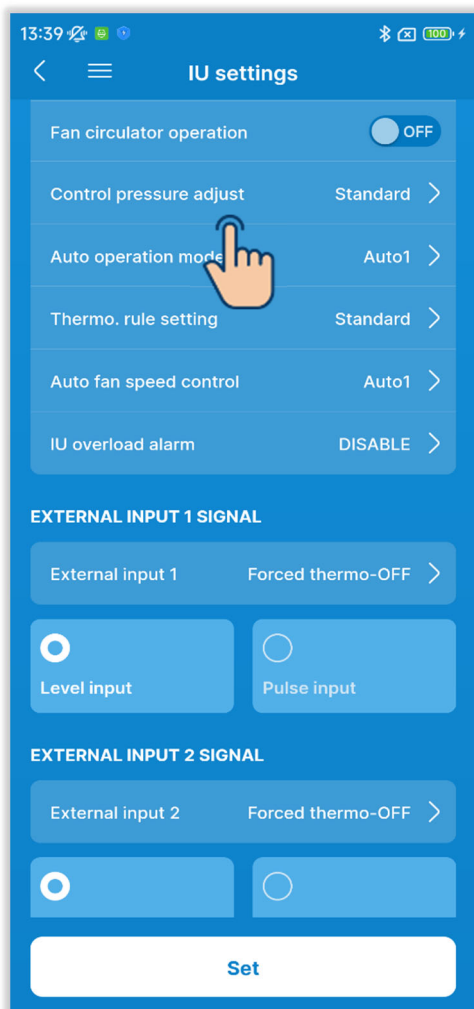 13:39
100
IU settings
Fan circulator operation OFF
Control pressure adjust Standard
Auto operation mode Auto1
Thermo. rule setting Standard
Auto fan speed control Auto1
IU overload alarm DISABLE
EXTERNAL INPUT 1 SIGNAL
External input 1 Forced thermo-OFF
Level input Pulse input
EXTERNAL INPUT 2 SIGNAL
External input 2 Forced thermo-OFF
Set